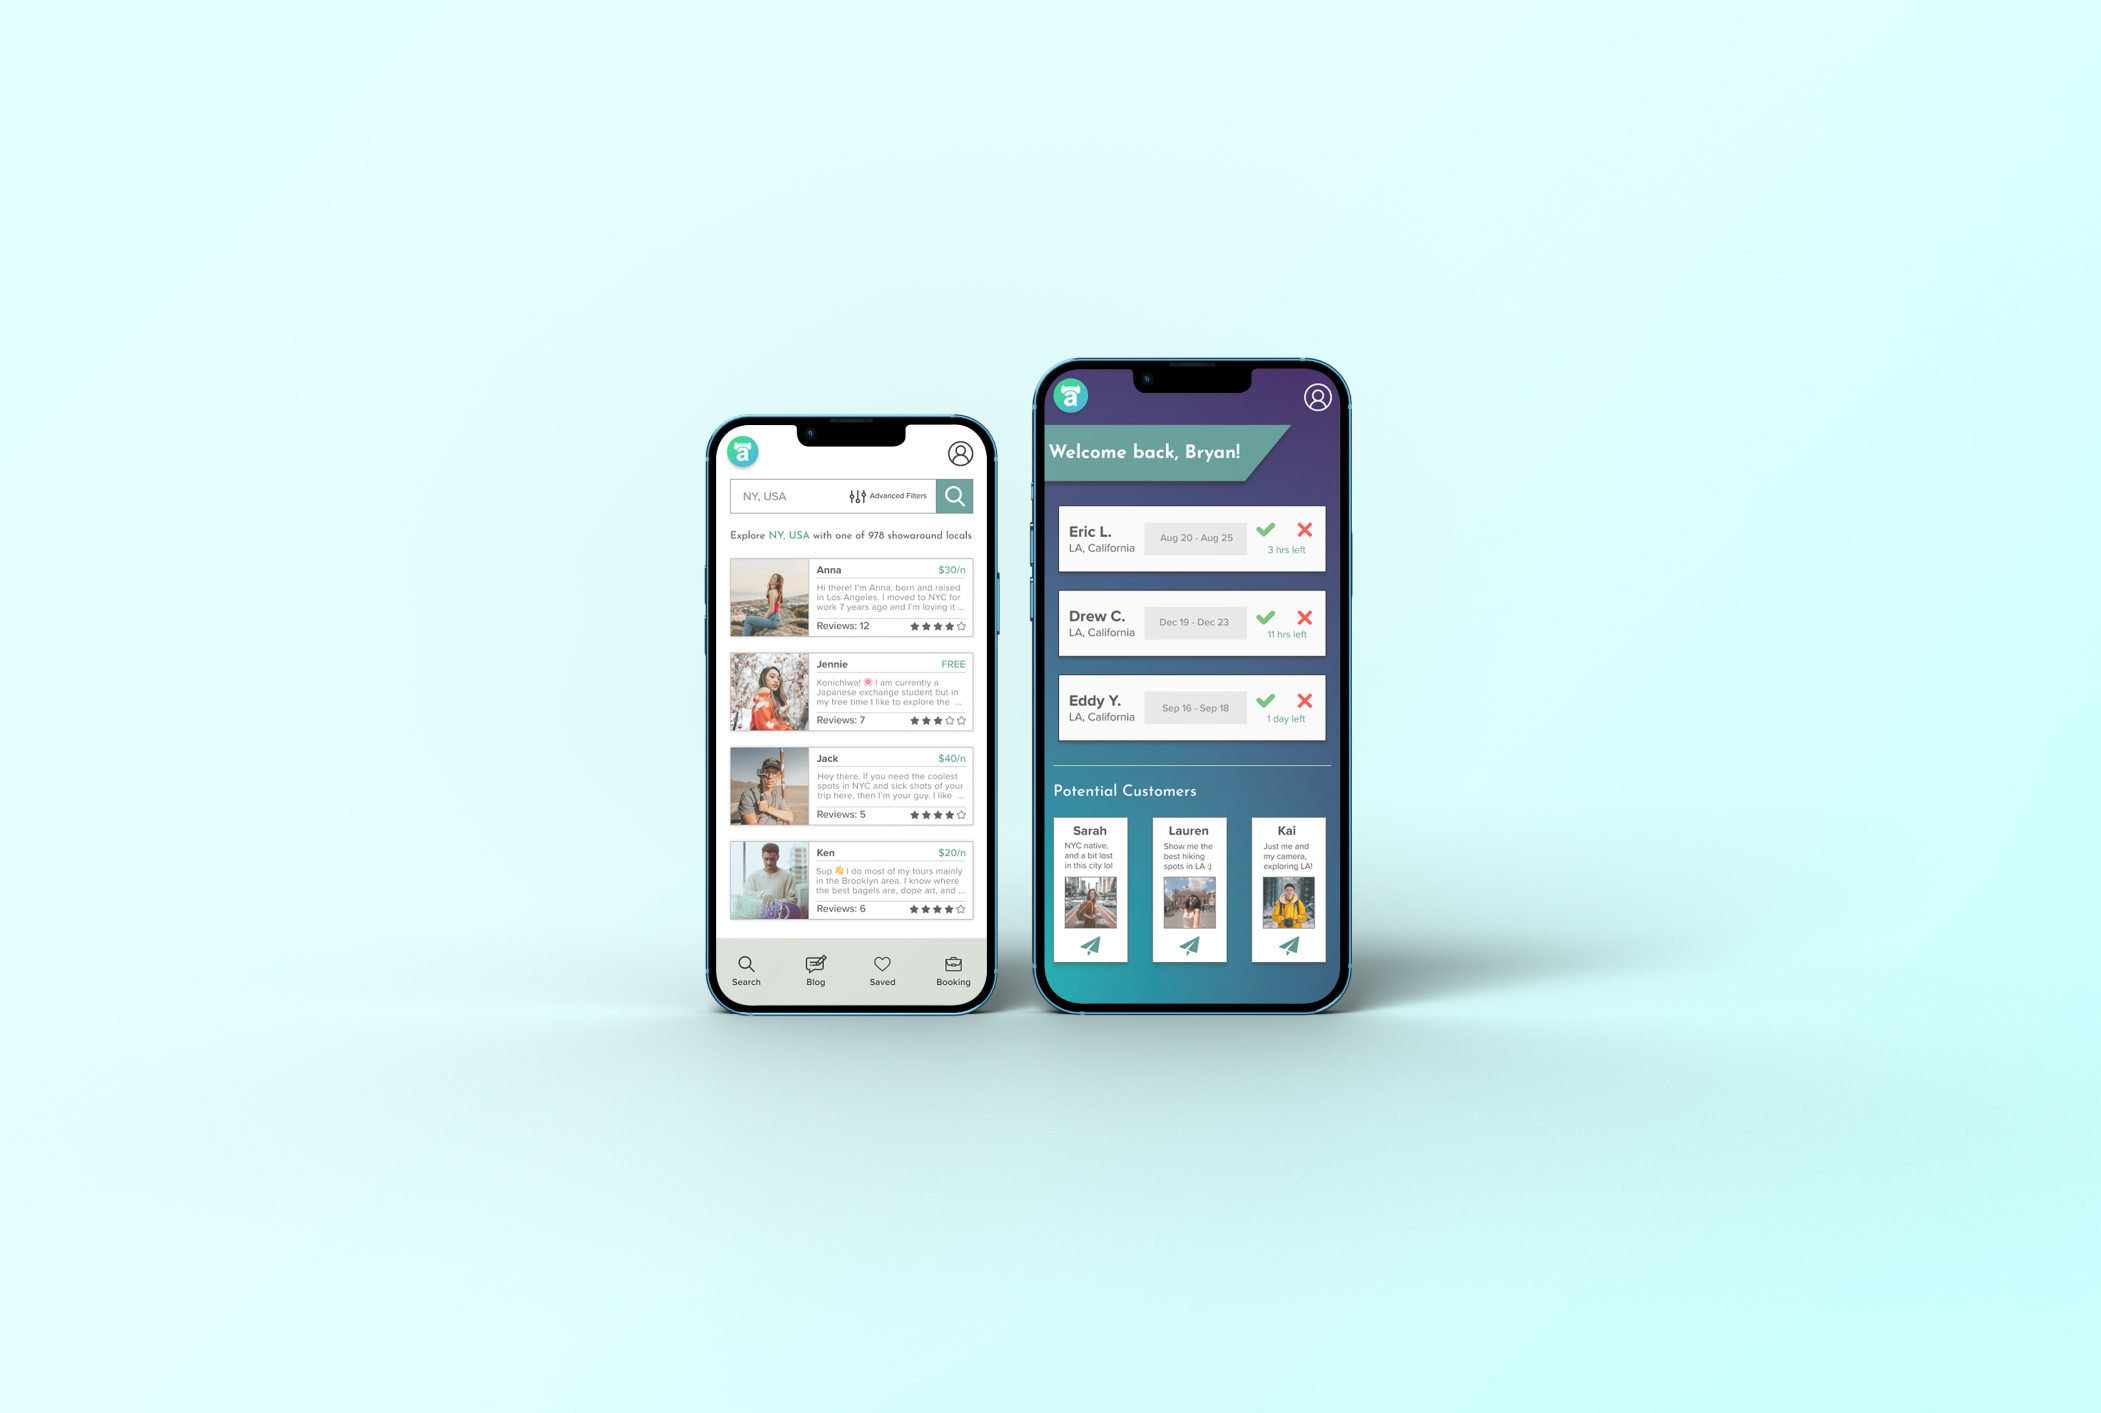 a
NY, USA
Advanced Filters
Explore NY, USA with one of 978 showaround locals
Anna
$30/n
Hi there! I'm Anna, born and raised
in Los Angeles. I moved to NYC for
work 7 years ago and I'm loving it ...
Reviews: 12
Jennie
FREE
Konichiwa! 🌸 I am currently a
Japanese exchange student but in
my free time I like to explore the ...
Reviews: 7
Jack
$40/n
Hey there. If you need the coolest
spots in NYC and sick shots of your
trip here, then I'm your guy. I like ...
Reviews: 5
Ken
$20/n
Sup 👋 I do most of my tours mainly
in the Brooklyn area. I know where
the best bagels are, dope art, and ...
Reviews: 6
Search
Blog
Saved
Booking
a
Welcome back, Bryan!
Eric L.
LA, California
Aug 20 - Aug 25
3 hrs left
Drew C.
LA, California
Dec 19 - Dec 23
11 hrs left
Eddy Y.
LA, California
Sep 16 - Sep 18
1 day left
Potential Customers
Sarah
NYC native,
and a bit lost
in this city lol
Lauren
Show me the
best hiking
spots in LA ;)
Kai
Just me and
my camera,
exploring LA!